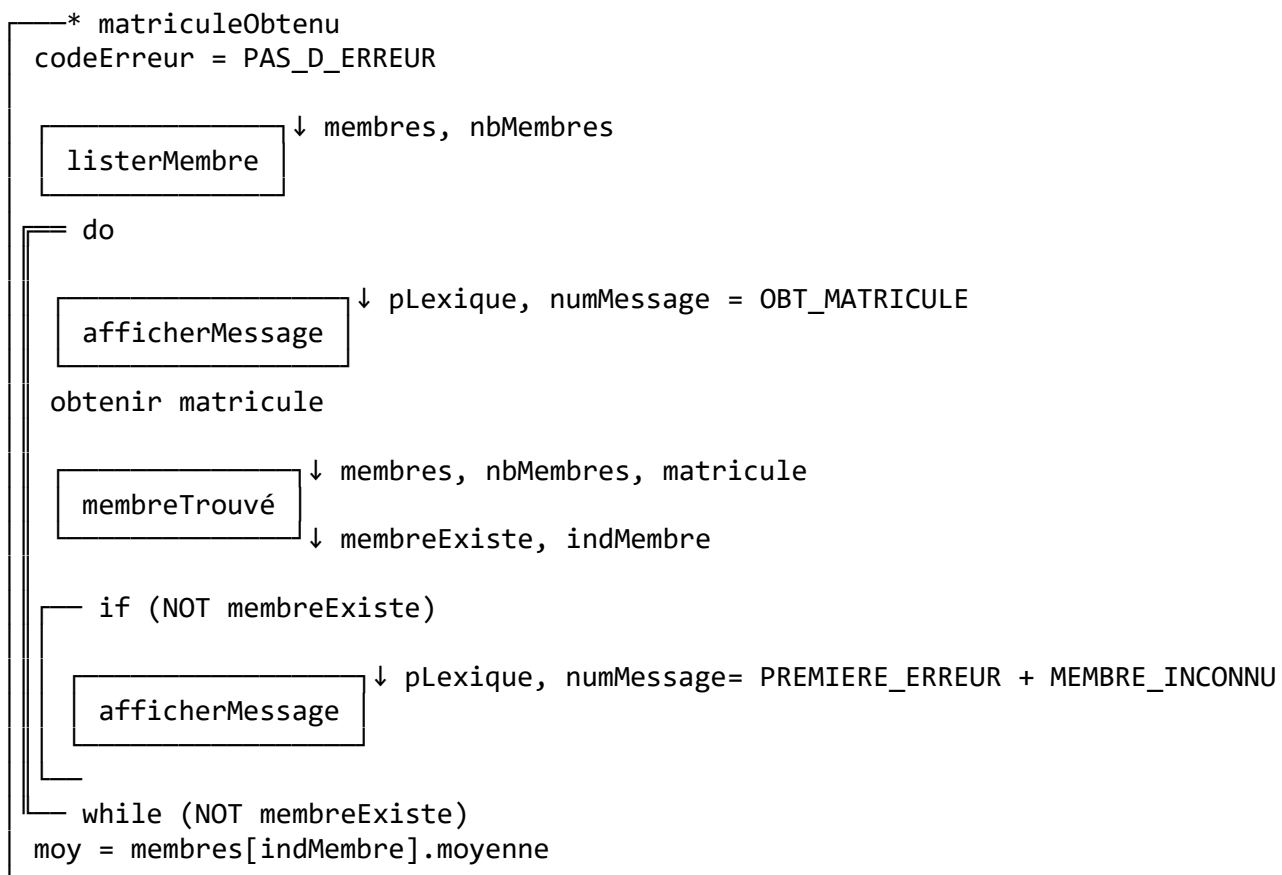 * matriculeObtenu
codeErreur = PAS_D_ERREUR
↓ membres, nbMembres
listerMembre
do
↓ pLexique, numMessage = OBT_MATRICULE
afficherMessage
obtenir matricule
↓ membres, nbMembres, matricule
membreTrouvé
↓ membreExiste, indMembre
if (NOT membreExiste)
↓ pLexique, numMessage= PREMIERE_ERREUR + MEMBRE_INCONNU
afficherMessage
while (NOT membreExiste)
moy = membres[indMembre].moyenne